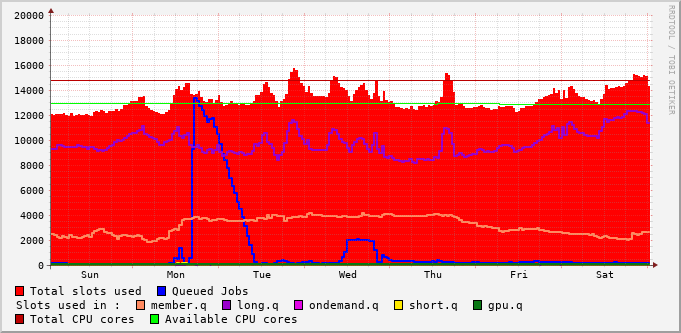 20000
18000
16000
14000
12000
10000
8000
6000
4000
2000
0
Sun Mon Tue Wed Thu Fri Sat
RRDTOOL / TOBI OETIKER
Total slots used Queued Jobs
Slots used in : member.q long.q ondemand.q short.q gpu.q
Total CPU cores Available CPU cores